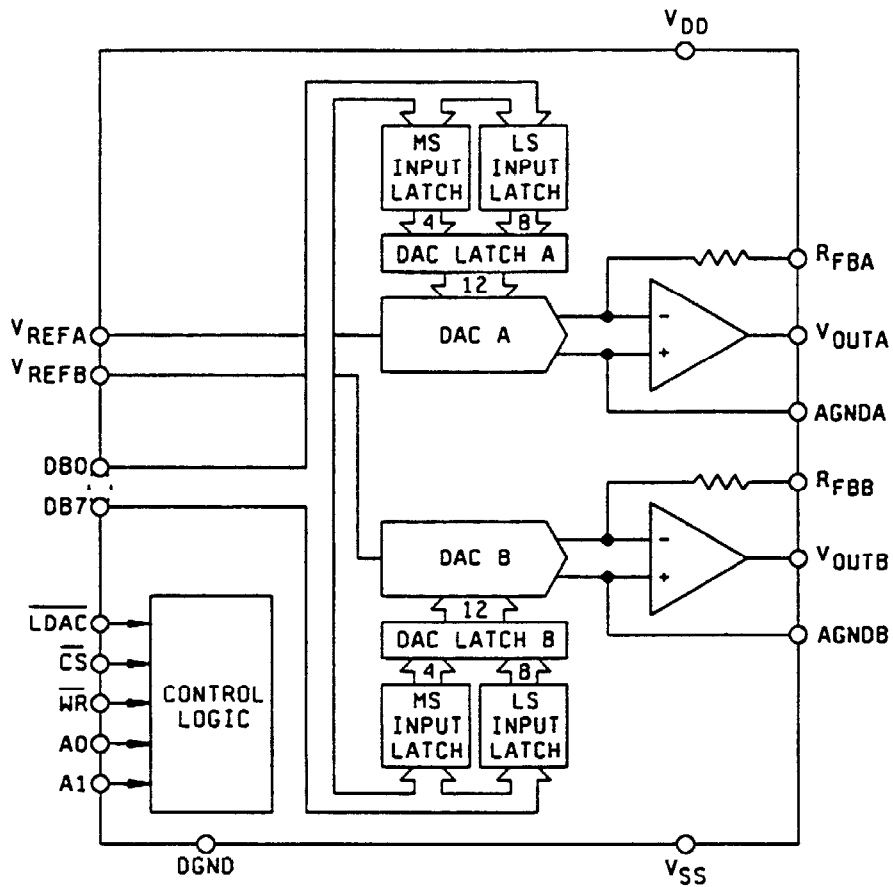 VDD
MS INPUT LATCH
LS INPUT LATCH
4
8
DAC LATCH A
12
DAC A
-
+
RFBA
VOUTA
AGNDA
VREFA
VREFB
DB0
DB7
RFBB
DAC B
-
+
VOUTB
AGNDB
12
DAC LATCH B
4
8
MS INPUT LATCH
LS INPUT LATCH
LDAC
CS
WR
A0
A1
CONTROL LOGIC
DGND
VSS